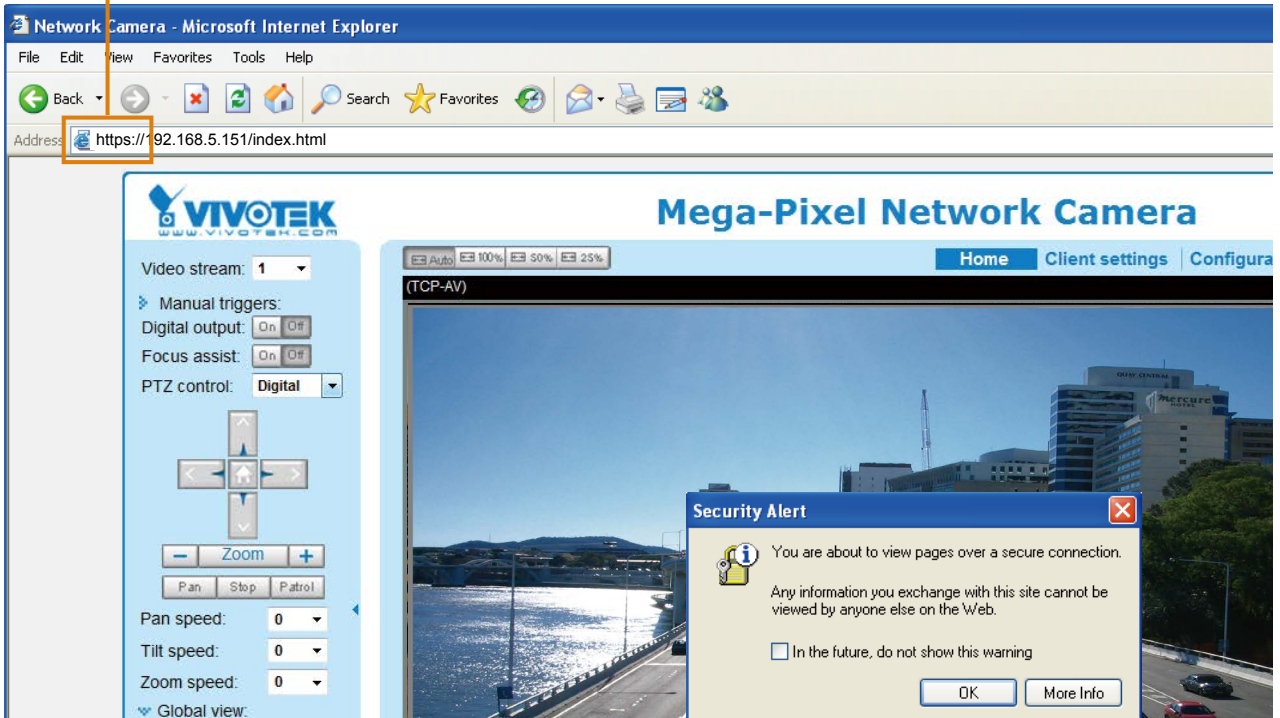 Network Camera - Microsoft Internet Explorer
File Edit View Favorites Tools Help
Back Search Favorites
Address https://192.168.5.151/index.html
VIVOTEK
www.vivotek.com
Mega-Pixel Network Camera
Video stream: 1
Auto 100% 50% 25%
Home Client settings Configura
(TCP-AV)
Manual triggers:
Digital output: On Off
Focus assist: On Off
PTZ control: Digital
Zoom
Pan Stop Patrol
Pan speed: 0
Tilt speed: 0
Zoom speed: 0
Global view:
Mercure
HOTEL
Security Alert
You are about to view pages over a secure connection.
Any information you exchange with this site cannot be
viewed by anyone else on the Web.
In the future, do not show this warning
OK More Info